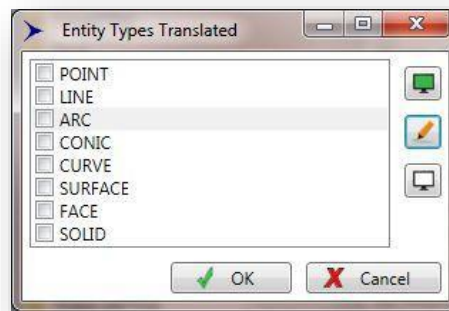 Entity Types Translated
POINT
LINE
ARC
CONIC
CURVE
SURFACE
FACE
SOLID
OK Cancel